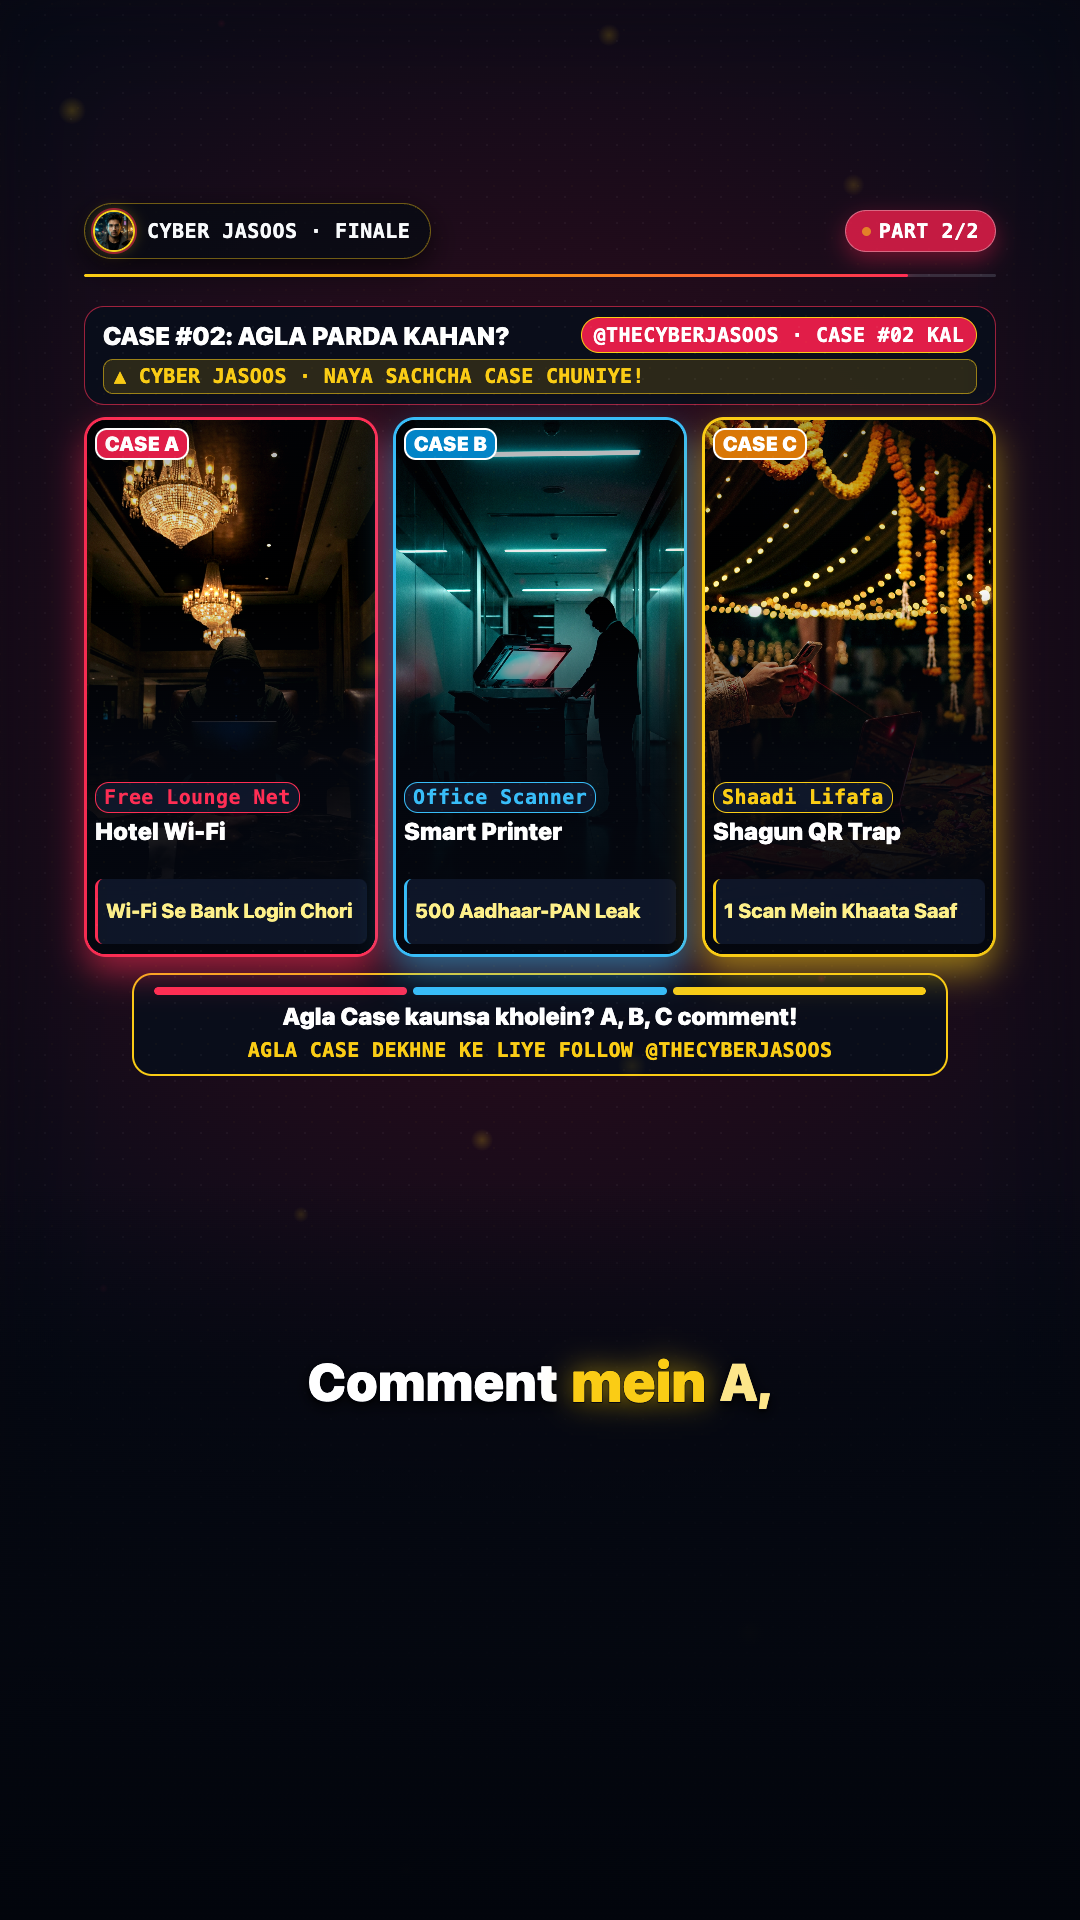 CYBER JASOOS · FINALE
PART 2/2
CASE #02: AGLA PARDA KAHAN?
@THECYBERJASOOS · CASE #02 KAL
▲ CYBER JASOOS · NAYA SACHCHA CASE CHUNIYE!
CASE A
Free Lounge Net
Hotel Wi-Fi
Wi-Fi Se Bank Login Chori
CASE B
Office Scanner
Smart Printer
500 Aadhaar-PAN Leak
CASE C
Shaadi Lifafa
Shagun QR Trap
1 Scan Mein Khaata Saaf
Agla Case kaunsa kholein? A, B, C comment!
AGLA CASE DEKHNE KE LIYE FOLLOW @THECYBERJASOOS
Comment mein A,